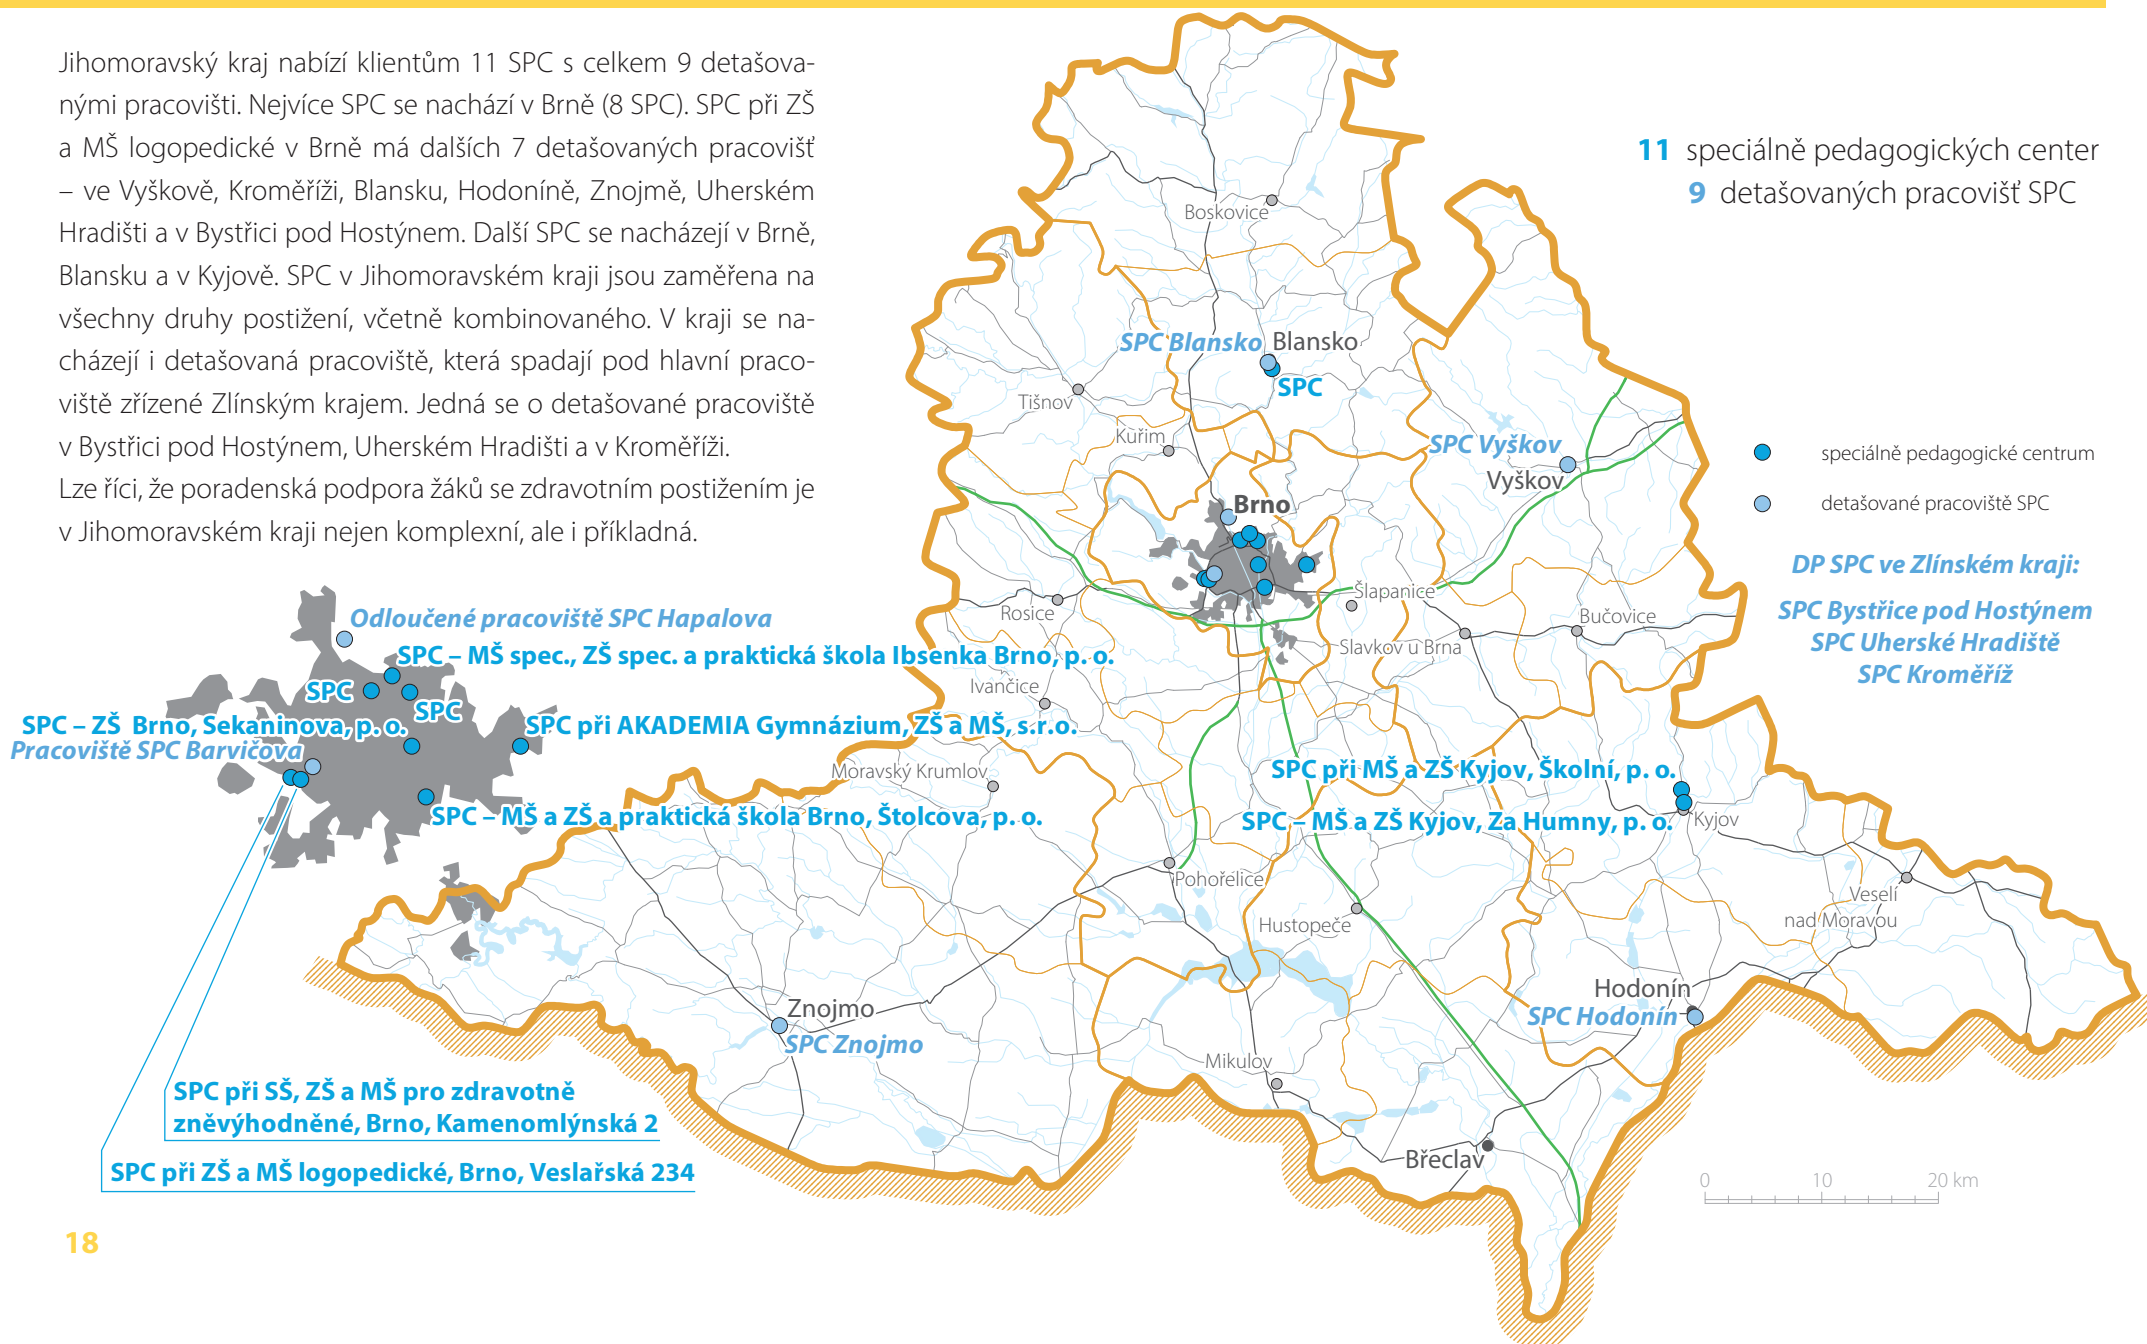 Jihomoravský kraj nabízí klientům 11 SPC s celkem 9 detašova-
nými pracovišti. Nejvíce SPC se nachází v Brně (8 SPC). SPC při ZŠ
a MŠ logopedické v Brně má dalších 7 detašovaných pracovišť
– ve Vyškově, Kroměříži, Blansku, Hodoníně, Znojmě, Uherském
Hradišti a v Bystřici pod Hostýnem. Další SPC se nacházejí v Brně,
Blansku a v Kyjově. SPC v Jihomoravském kraji jsou zaměřena na
všechny druhy postižení, včetně kombinovaného. V kraji se na-
cházejí i detašovaná pracoviště, která spadají pod hlavní praco-
viště zřízené Zlínským krajem. Jedná se o detašované pracoviště
v Bystřici pod Hostýnem, Uherském Hradišti a v Kroměříži.
Lze říci, že poradenská podpora žáků se zdravotním postižením je
v Jihomoravském kraji nejen komplexní, ale i příkladná.
11 speciálně pedagogických center
9 detašovaných pracovišť SPC
Boskovice
SPC Blansko
Blansko
SPC
Tišnov
Kuřim
SPC Vyškov
Vyškov
Brno
speciálně pedagogické centrum
detašované pracoviště SPC
DP SPC ve Zlínském kraji:
SPC Bystřice pod Hostýnem
SPC Uherské Hradiště
SPC Kroměříž
Rosice
Šlapanice
Bučovice
Slavkov u Brna
Ivančice
Odloučené pracoviště SPC Hapalova
SPC – MŠ spec., ZŠ spec. a praktická škola Ibsenka Brno, p. o.
SPC
SPC
SPC – ZŠ Brno, Sekaninova, p. o.
SPC při AKADEMIA Gymnázium, ZŠ a MŠ, s.r.o.
Pracoviště SPC Barvičova
Moravský Krumlov
SPC při MŠ a ZŠ Kyjov, Školní, p. o.
SPC – MŠ a ZŠ a praktická škola Brno, Štolcova, p. o.
SPC – MŠ a ZŠ Kyjov, Za Humny, p. o.
Kyjov
Pohořelice
Hustopeče
Veselí
nad Moravou
Hodonín
SPC Hodonín
Znojmo
SPC Znojmo
Mikulov
Břeclav
SPC při SŠ, ZŠ a MŠ pro zdravotně
zněvýhodněné, Brno, Kamenomlýnská 2
SPC při ZŠ a MŠ logopedické, Brno, Veslařská 234
0 10 20 km
18